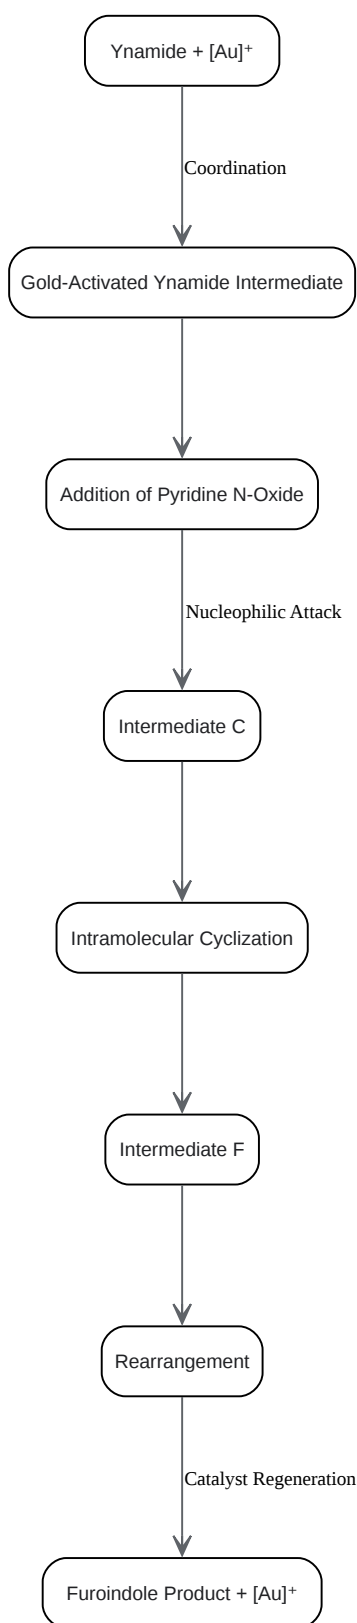 Ynamide + [Au]⁺
Coordination
Gold-Activated Ynamide Intermediate
Addition of Pyridine N-Oxide
Nucleophilic Attack
Intermediate C
Intramolecular Cyclization
Intermediate F
Rearrangement
Catalyst Regeneration
Furoindole Product + [Au]⁺